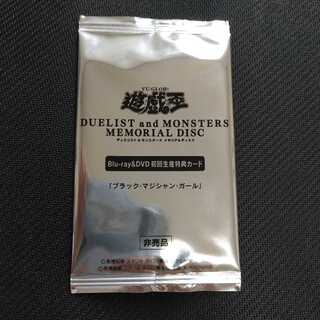 YU-GI-OH!
遊戯王
DUELIST and MONSTERS
MEMORIAL DISC
デュエリスト&モンスターズ メモリアルディスク
Blu-ray&DVD 初回生産特典カード
「ブラック・マジシャン・ガール」
非売品